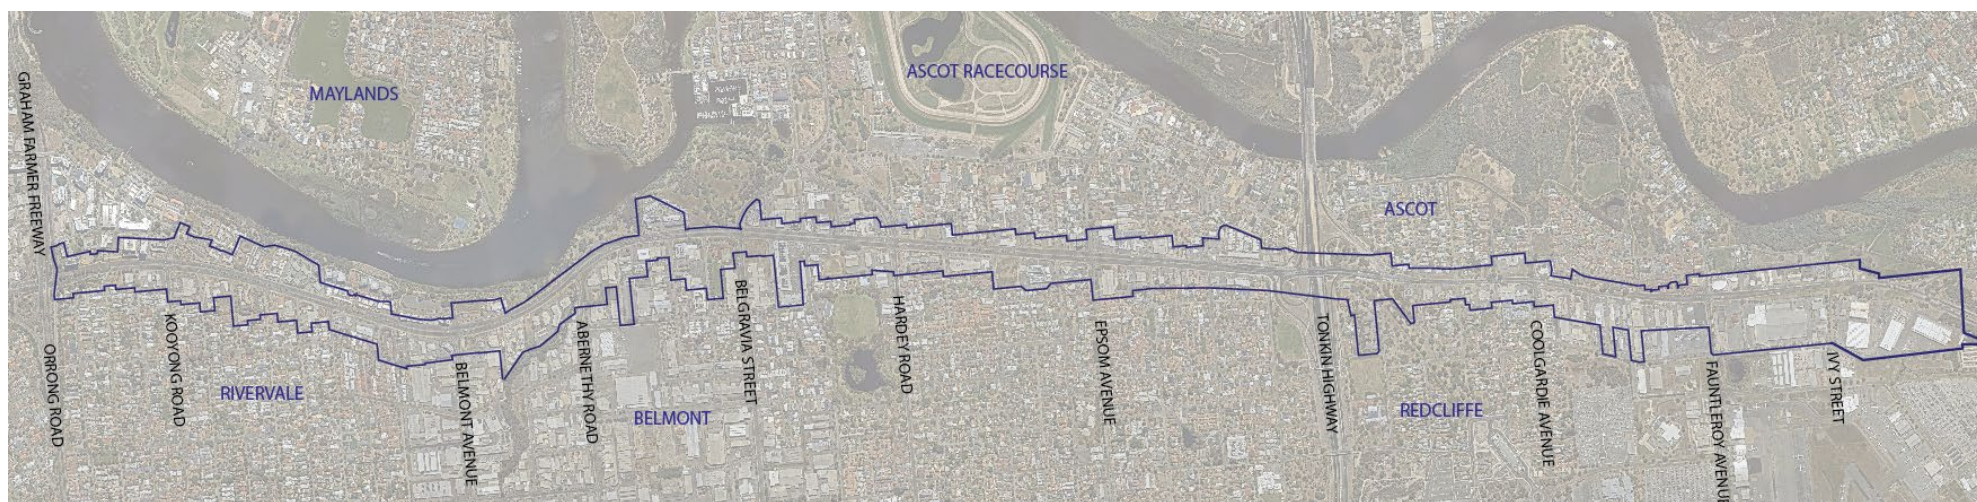 GRAHAM FARMER FREEWAY
MAYLANDS
ASCOT RACECOURSE
ASCOT
ORRONG ROAD
KOOYONG ROAD
RIVERVALE
BELMONT AVENUE
ABERNETHY ROAD
BELMONT
BELGRAVIA STREET
HARDEY ROAD
EPSOM AVENUE
TONKIN HIGHWAY
REDCLIFFE
COOLGARDIE AVENUE
FAUNTLEROY AVENUE
IVY STREET